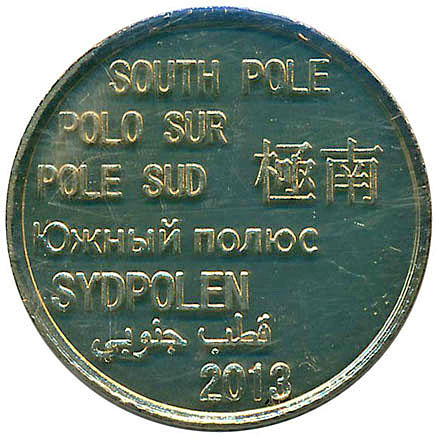 SOUTH POLE
POLO SUR
POLE SUD 極南
Южный полюс
SYDPOLEN
قطب جنوبي
2013